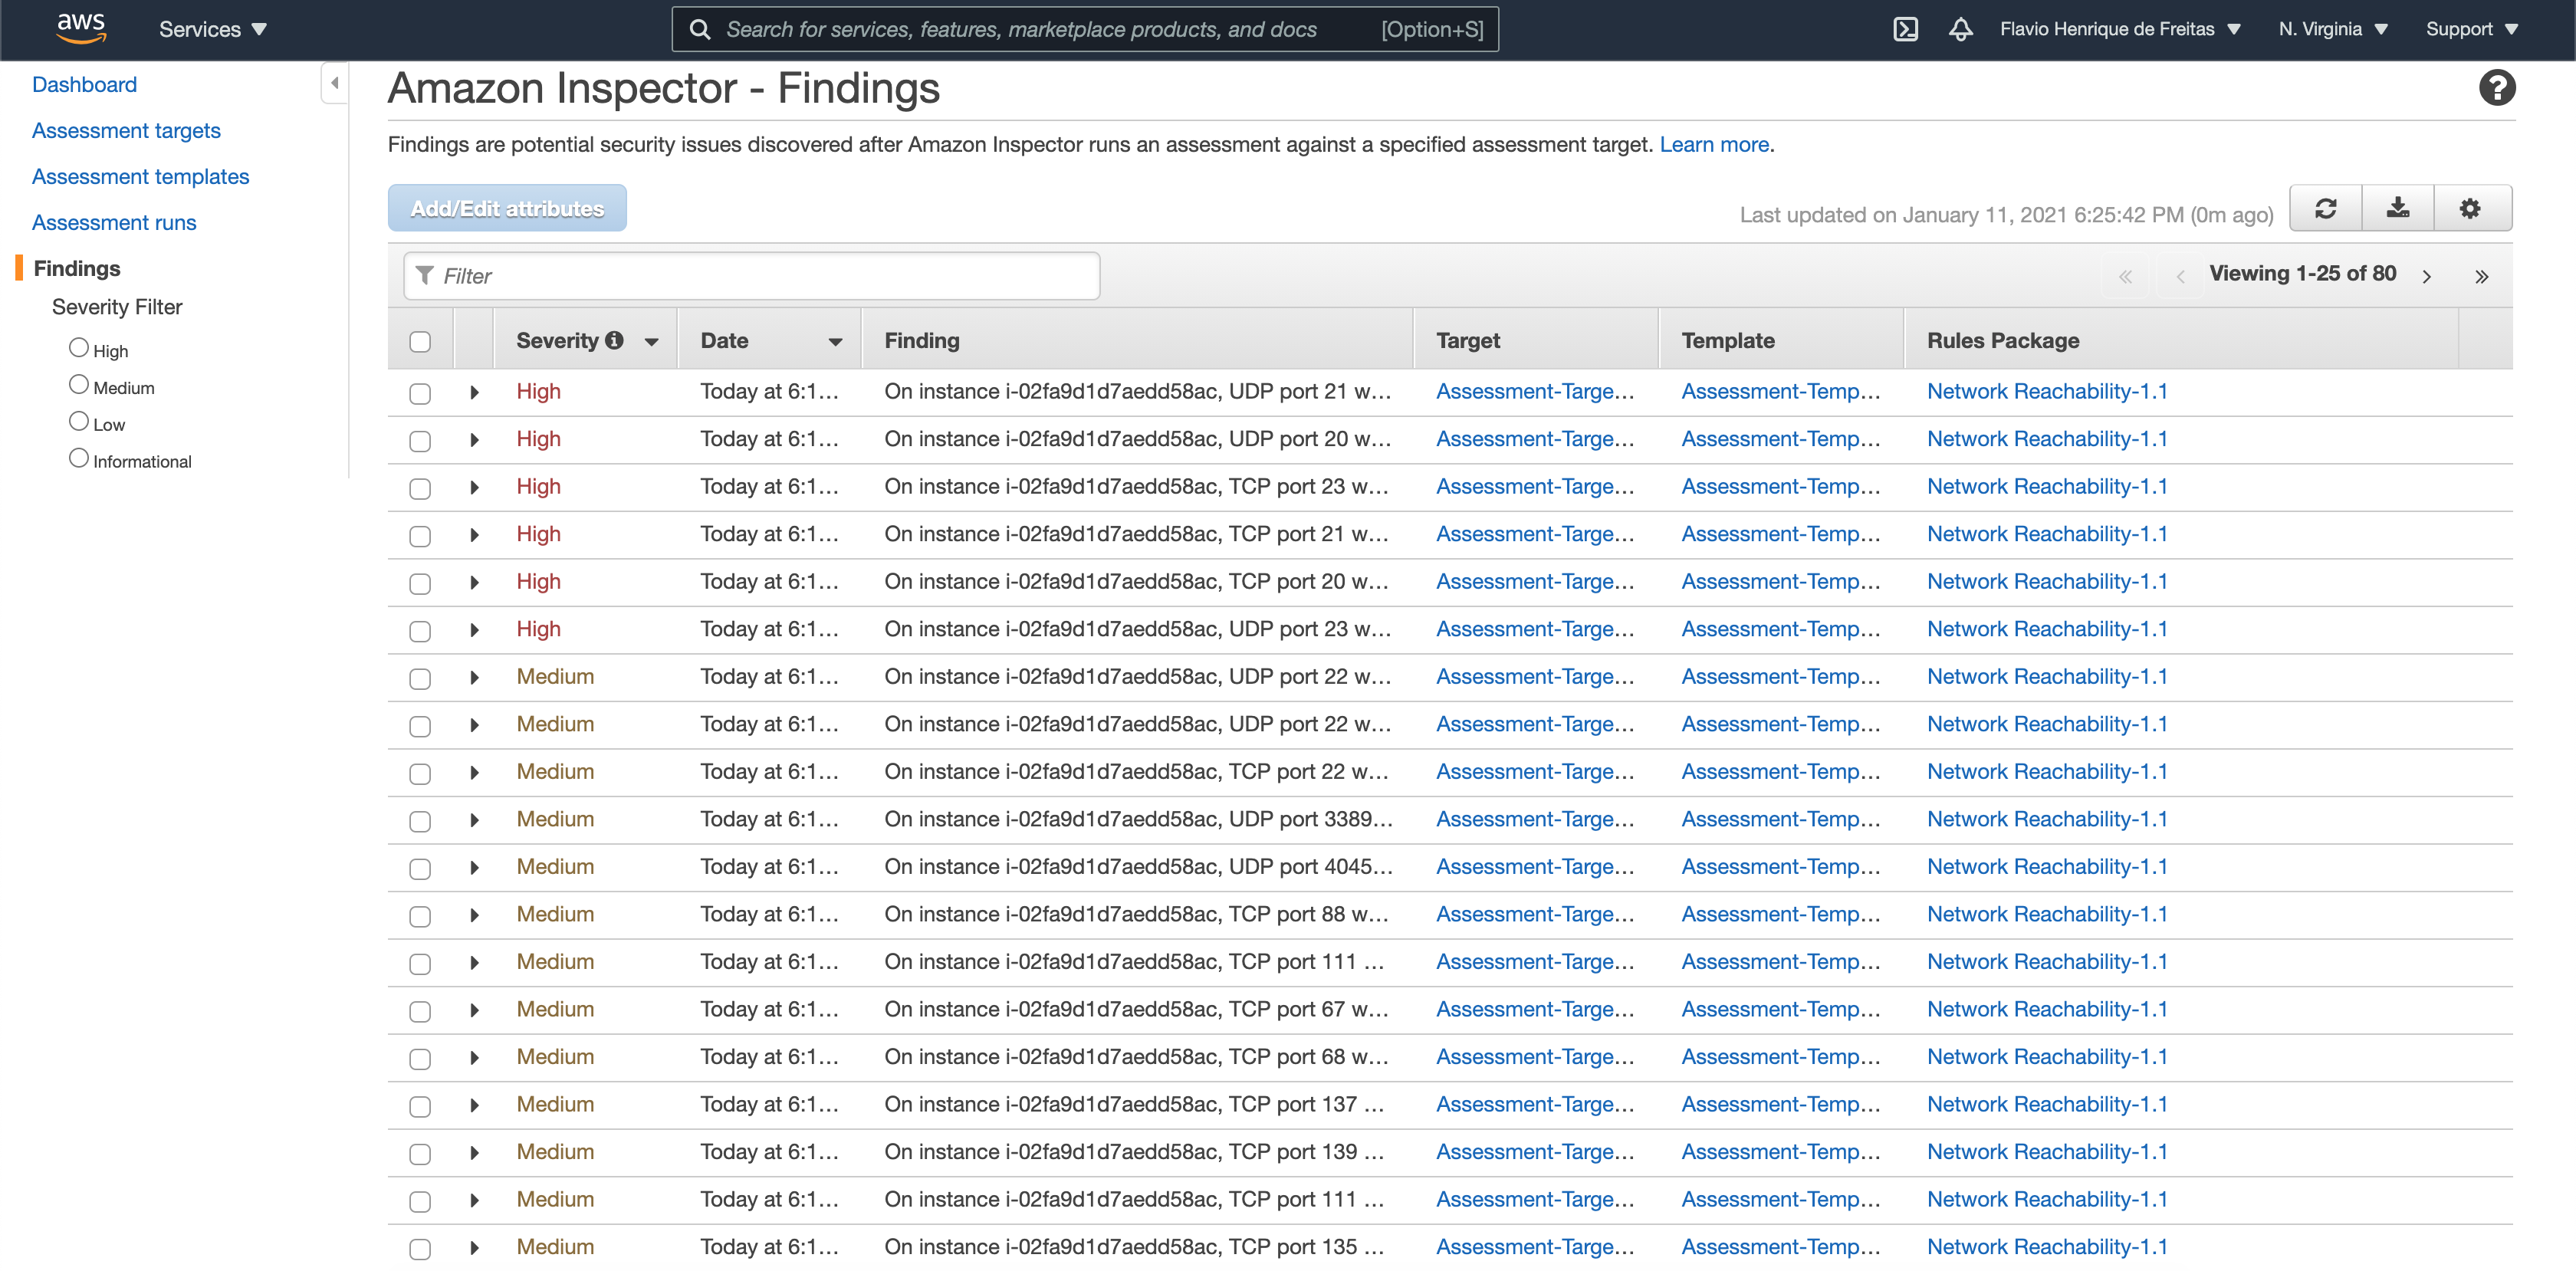 aws Services Search for services, features, marketplace products, and docs [Option+S] Flavio Henrique de Freitas N. Virginia Support
Dashboard
Assessment targets
Assessment templates
Assessment runs
Findings
Severity Filter
High
Medium
Low
Informational
Amazon Inspector - Findings
Findings are potential security issues discovered after Amazon Inspector runs an assessment against a specified assessment target. Learn more.
Add/Edit attributes Last updated on January 11, 2021 6:25:42 PM (0m ago)
Filter « ‹ Viewing 1-25 of 80 › »
Severity Date Finding Target Template Rules Package
High Today at 6:1... On instance i-02fa9d1d7aedd58ac, UDP port 21 w... Assessment-Targe... Assessment-Temp... Network Reachability-1.1
High Today at 6:1... On instance i-02fa9d1d7aedd58ac, UDP port 20 w... Assessment-Targe... Assessment-Temp... Network Reachability-1.1
High Today at 6:1... On instance i-02fa9d1d7aedd58ac, TCP port 23 w... Assessment-Targe... Assessment-Temp... Network Reachability-1.1
High Today at 6:1... On instance i-02fa9d1d7aedd58ac, TCP port 21 w... Assessment-Targe... Assessment-Temp... Network Reachability-1.1
High Today at 6:1... On instance i-02fa9d1d7aedd58ac, TCP port 20 w... Assessment-Targe... Assessment-Temp... Network Reachability-1.1
High Today at 6:1... On instance i-02fa9d1d7aedd58ac, UDP port 23 w... Assessment-Targe... Assessment-Temp... Network Reachability-1.1
Medium Today at 6:1... On instance i-02fa9d1d7aedd58ac, UDP port 22 w... Assessment-Targe... Assessment-Temp... Network Reachability-1.1
Medium Today at 6:1... On instance i-02fa9d1d7aedd58ac, UDP port 22 w... Assessment-Targe... Assessment-Temp... Network Reachability-1.1
Medium Today at 6:1... On instance i-02fa9d1d7aedd58ac, TCP port 22 w... Assessment-Targe... Assessment-Temp... Network Reachability-1.1
Medium Today at 6:1... On instance i-02fa9d1d7aedd58ac, UDP port 3389... Assessment-Targe... Assessment-Temp... Network Reachability-1.1
Medium Today at 6:1... On instance i-02fa9d1d7aedd58ac, UDP port 4045... Assessment-Targe... Assessment-Temp... Network Reachability-1.1
Medium Today at 6:1... On instance i-02fa9d1d7aedd58ac, TCP port 88 w... Assessment-Targe... Assessment-Temp... Network Reachability-1.1
Medium Today at 6:1... On instance i-02fa9d1d7aedd58ac, TCP port 111 ... Assessment-Targe... Assessment-Temp... Network Reachability-1.1
Medium Today at 6:1... On instance i-02fa9d1d7aedd58ac, TCP port 67 w... Assessment-Targe... Assessment-Temp... Network Reachability-1.1
Medium Today at 6:1... On instance i-02fa9d1d7aedd58ac, TCP port 68 w... Assessment-Targe... Assessment-Temp... Network Reachability-1.1
Medium Today at 6:1... On instance i-02fa9d1d7aedd58ac, TCP port 137 ... Assessment-Targe... Assessment-Temp... Network Reachability-1.1
Medium Today at 6:1... On instance i-02fa9d1d7aedd58ac, TCP port 139 ... Assessment-Targe... Assessment-Temp... Network Reachability-1.1
Medium Today at 6:1... On instance i-02fa9d1d7aedd58ac, TCP port 111 ... Assessment-Targe... Assessment-Temp... Network Reachability-1.1
Medium Today at 6:1... On instance i-02fa9d1d7aedd58ac, TCP port 135 ... Assessment-Targe... Assessment-Temp... Network Reachability-1.1